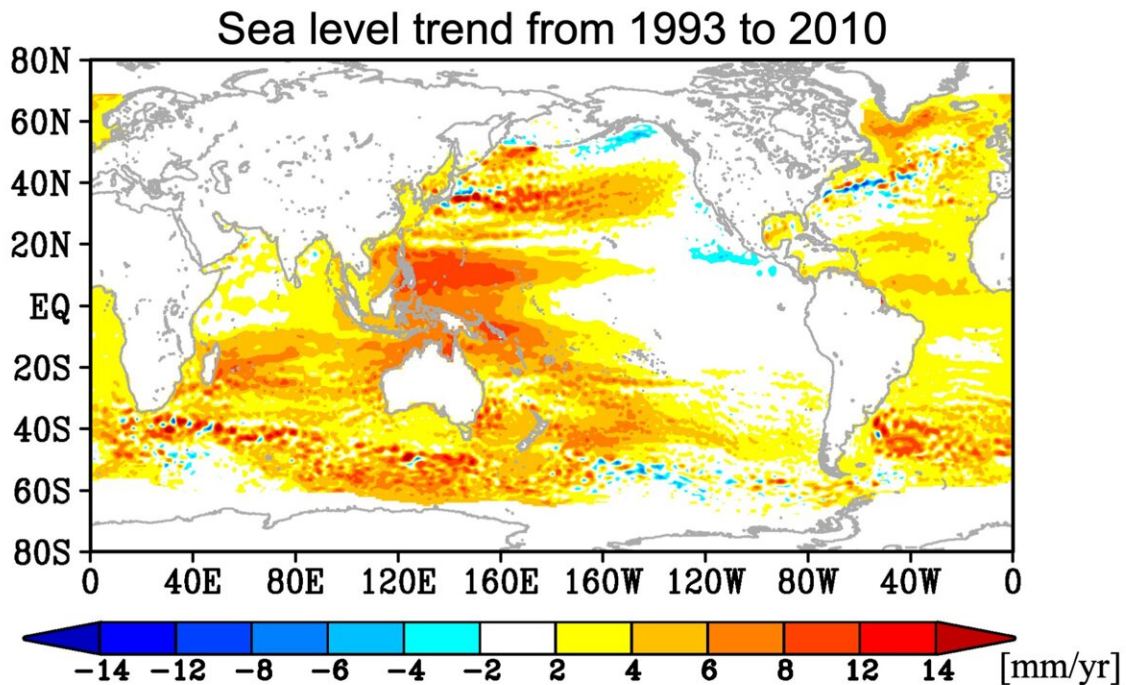 Sea level trend from 1993 to 2010
80N
60N
40N
20N
EQ
20S
40S
60S
80S
0 40E 80E 120E 160E 160W 120W 80W 40W 0
-14 -12 -8 -6 -4 -2 2 4 6 8 12 14 [mm/yr]